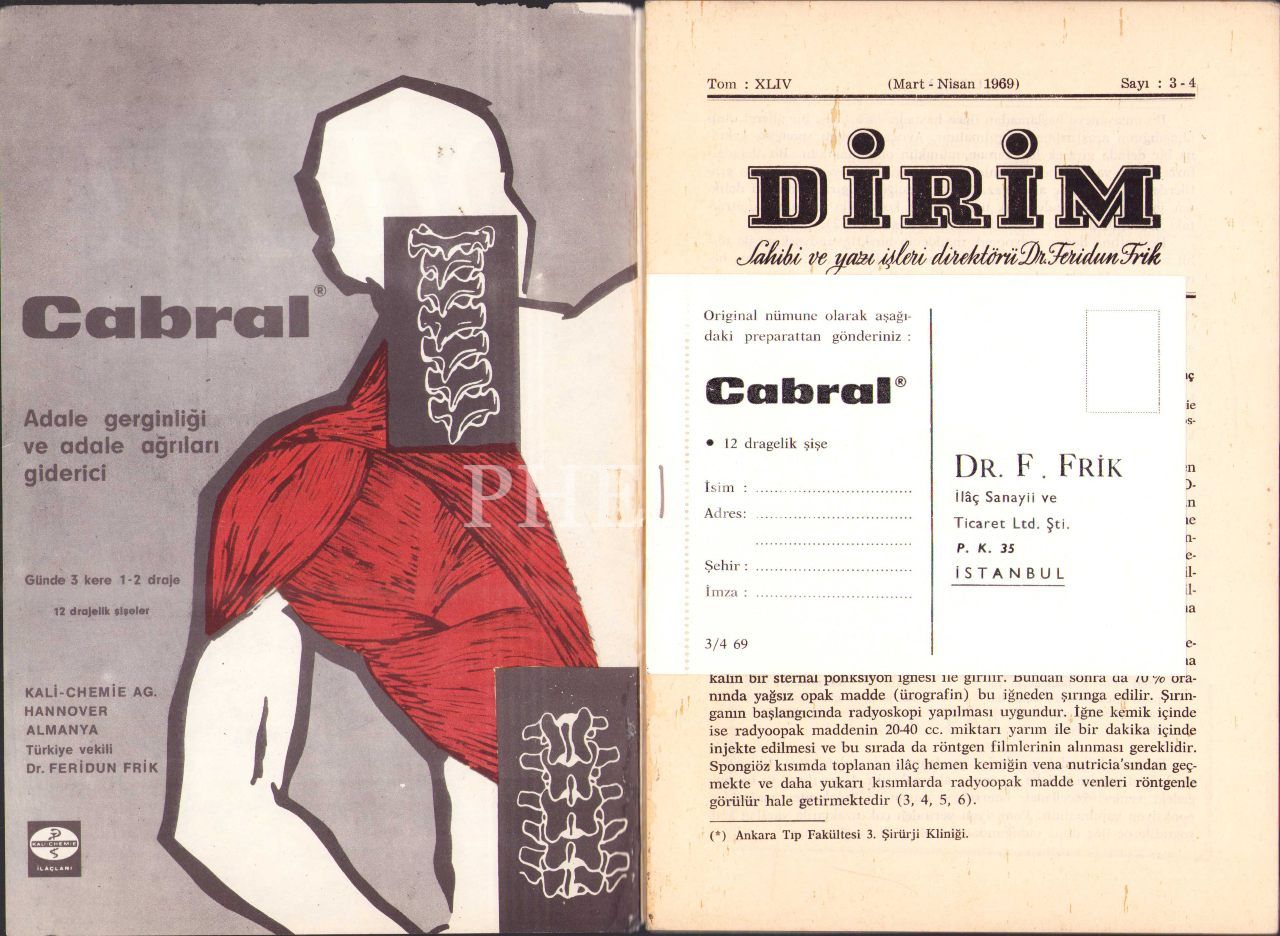 Cabral®
Adale gerginliği
ve adale ağrıları
giderici
Günde 3 kere 1-2 draje
12 drajelik şişeler
KALİ-CHEMİE AG.
HANNOVER
ALMANYA
Türkiye vekili
Dr. FERİDUN FRİK
KALI-CHEMIE
İLAÇLARI
PHE
Tom : XLIV (Mart - Nisan 1969) Sayı : 3 - 4
DİRİM
Sahibi ve yazı işleri direktörü Dr. Feridun Frik
Original nümune olarak aşağı-
daki preparattan gönderiniz :
Cabral®
• 12 dragelik şişe
İsim :
Adres:
Şehir :
İmza :
3/4 69
DR. F. FRİK
İlâç Sanayii ve
Ticaret Ltd. Şti.
P. K. 35
İSTANBUL
kalın bir sternal ponksiyon iğnesi ile girilir. Bundan sonra da 70 % ora-
nında yağsız opak madde (ürografin) bu iğneden şırınga edilir. Şırın-
ganın başlangıcında radyoskopi yapılması uygundur. İğne kemik içinde
ise radyoopak maddenin 20-40 cc. miktarı yarım ile bir dakika içinde
injekte edilmesi ve bu sırada da röntgen filmlerinin alınması gereklidir.
Spongiöz kısımda toplanan ilâç hemen kemiğin vena nutricia'sından geç-
mekte ve daha yukarı kısımlarda radyoopak madde venleri röntgenle
görülür hale getirmektedir (3, 4, 5, 6).
(*) Ankara Tıp Fakültesi 3. Şirürji Kliniği.